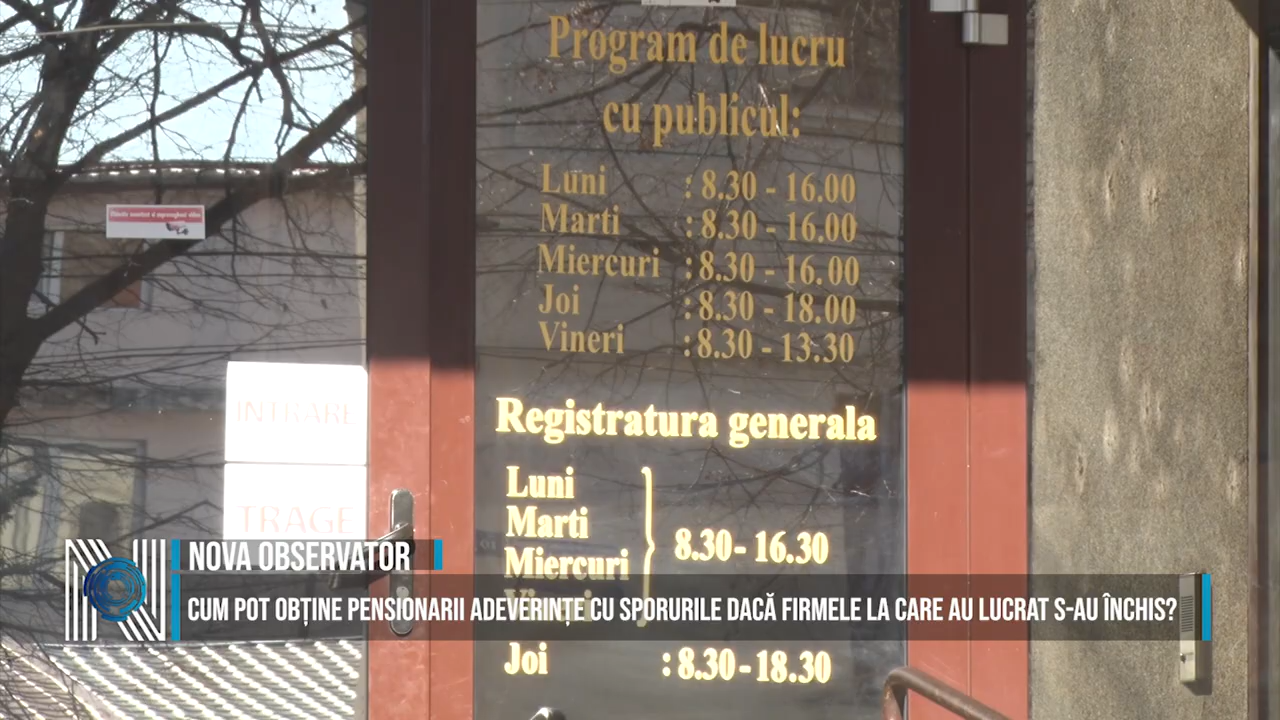 Program de lucru
cu publicul:
Luni : 8.30 - 16.00
Marti : 8.30 - 16.00
Miercuri : 8.30 - 16.00
Joi : 8.30 - 18.00
Vineri : 8.30 - 13.30
INTRARE
TRAGE
Registratura generala
Luni
Marti
Miercuri
8.30 - 16.30
Vineri
Joi : 8.30 - 18.30
NOVA OBSERVATOR
CUM POT OBȚINE PENSIONARII ADEVERINȚE CU SPORURILE DACĂ FIRMELE LA CARE AU LUCRAT S-AU ÎNCHIS?